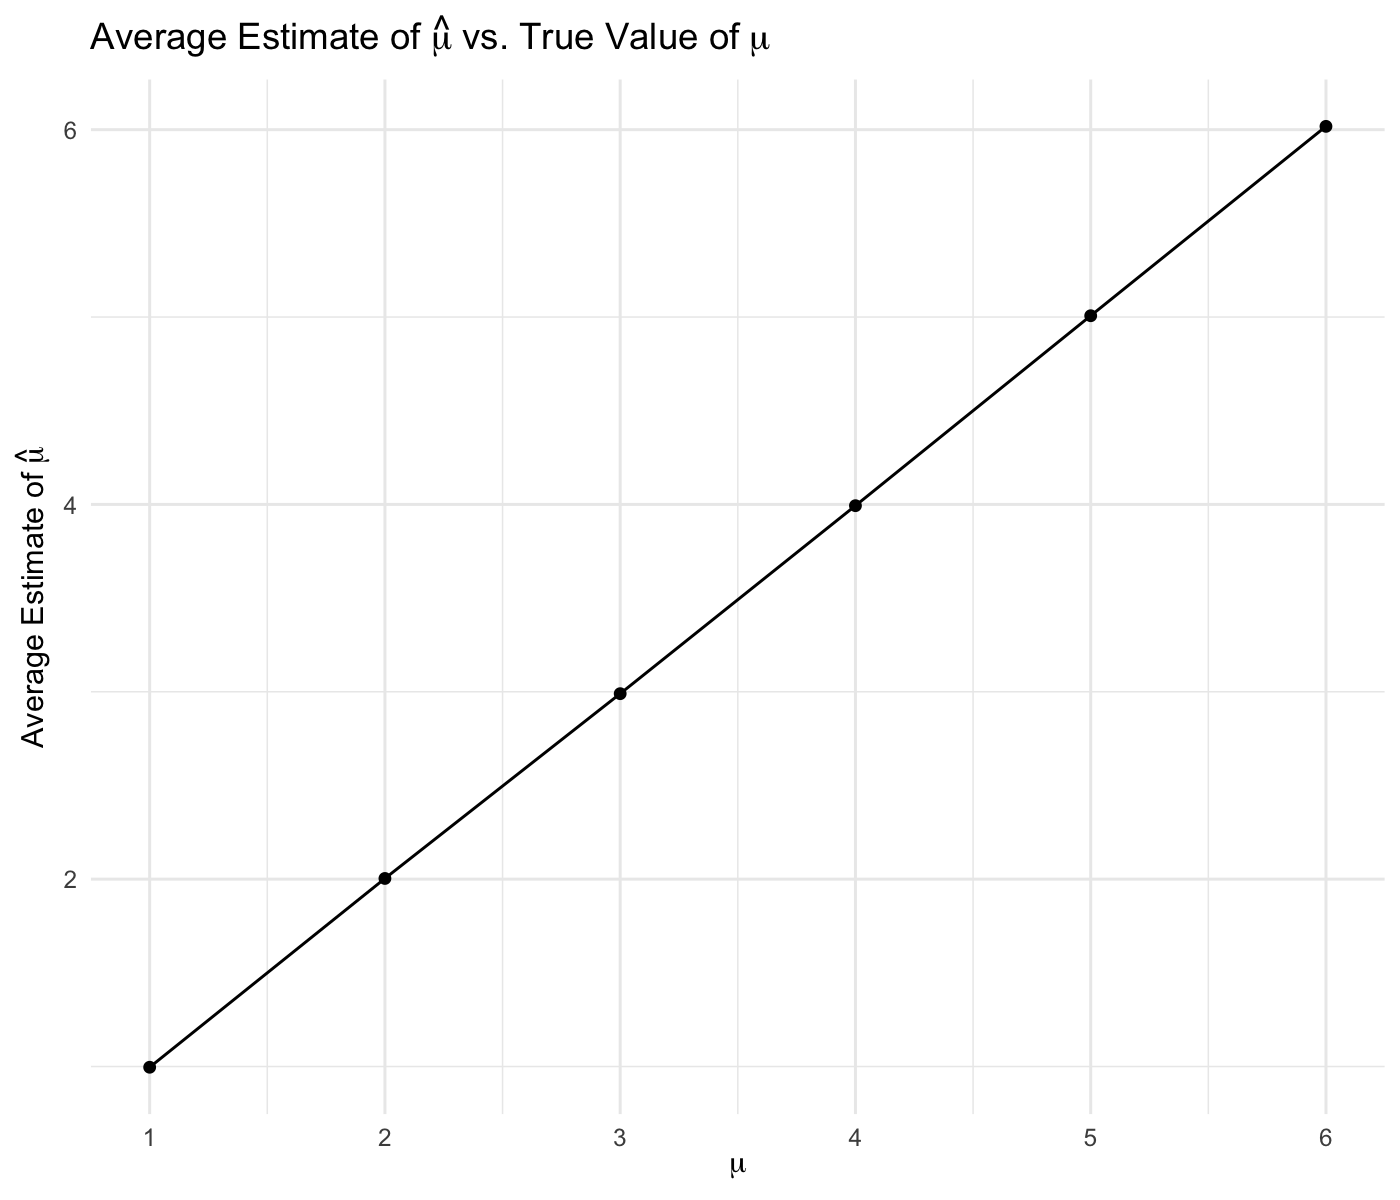 Average Estimate of μ̂ vs. True Value of μ
6
4
2
Average Estimate of μ̂
1 2 3 4 5 6
μ